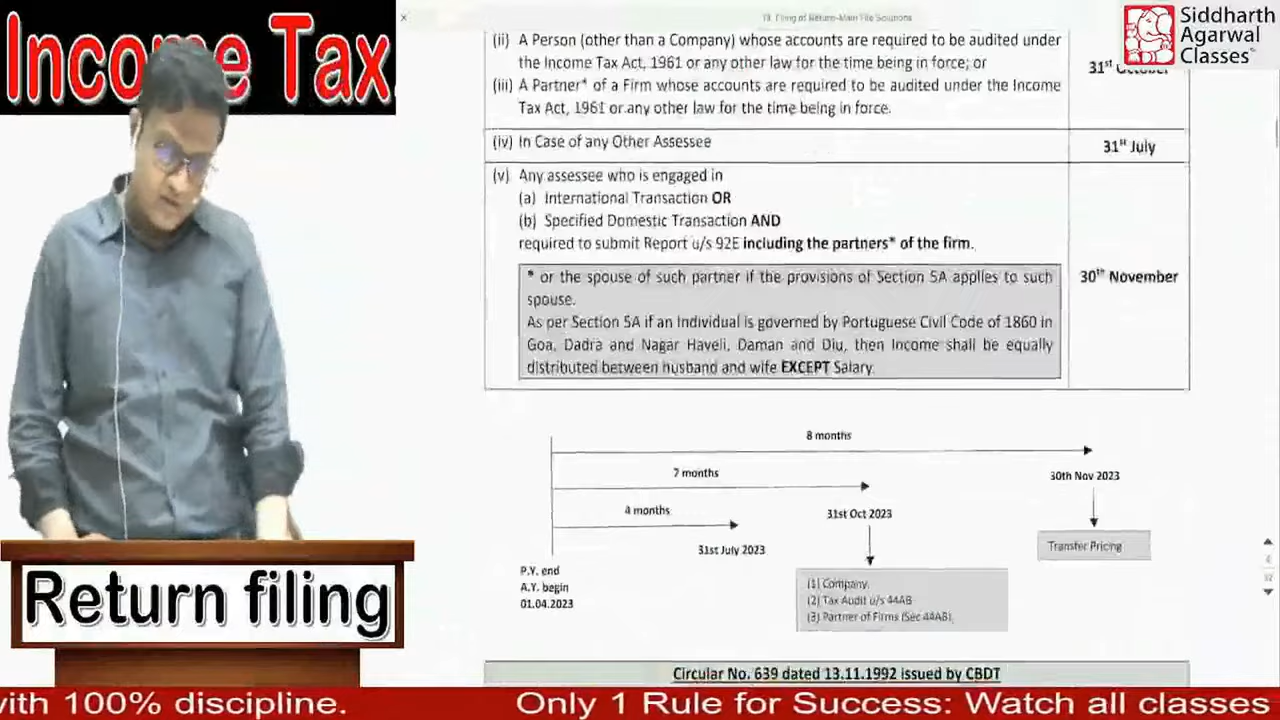 Income Tax
Return filing
Siddharth
Agarwal
Classes
13. Filing of Return-Main File Solutions
(ii) A Person (other than a Company) whose accounts are required to be audited under
the Income Tax Act, 1961 or any other law for the time being in force; or
(iii) A Partner* of a Firm whose accounts are required to be audited under the Income
Tax Act, 1961 or any other law for the time being in force.
31st October
(iv) In Case of any Other Assessee
31st July
(v) Any assessee who is engaged in
(a) International Transaction OR
(b) Specified Domestic Transaction AND
required to submit Report u/s 92E including the partners* of the firm.
* or the spouse of such partner if the provisions of Section 5A applies to such
spouse.
As per Section 5A if an Individual is governed by Portuguese Civil Code of 1860 in
Goa, Dadra and Nagar Haveli, Daman and Diu, then Income shall be equally
distributed between husband and wife EXCEPT Salary.
30th November
8 months
7 months
30th Nov 2023
4 months
31st Oct 2023
31st July 2023
Transfer Pricing
P.Y. end
A.Y. begin
01.04.2023
(1) Company
(2) Tax Audit u/s 44AB
(3) Partner of Firms (Sec 44AB)
Circular No. 639 dated 13.11.1992 issued by CBDT
with 100% discipline.
Only 1 Rule for Success: Watch all classes